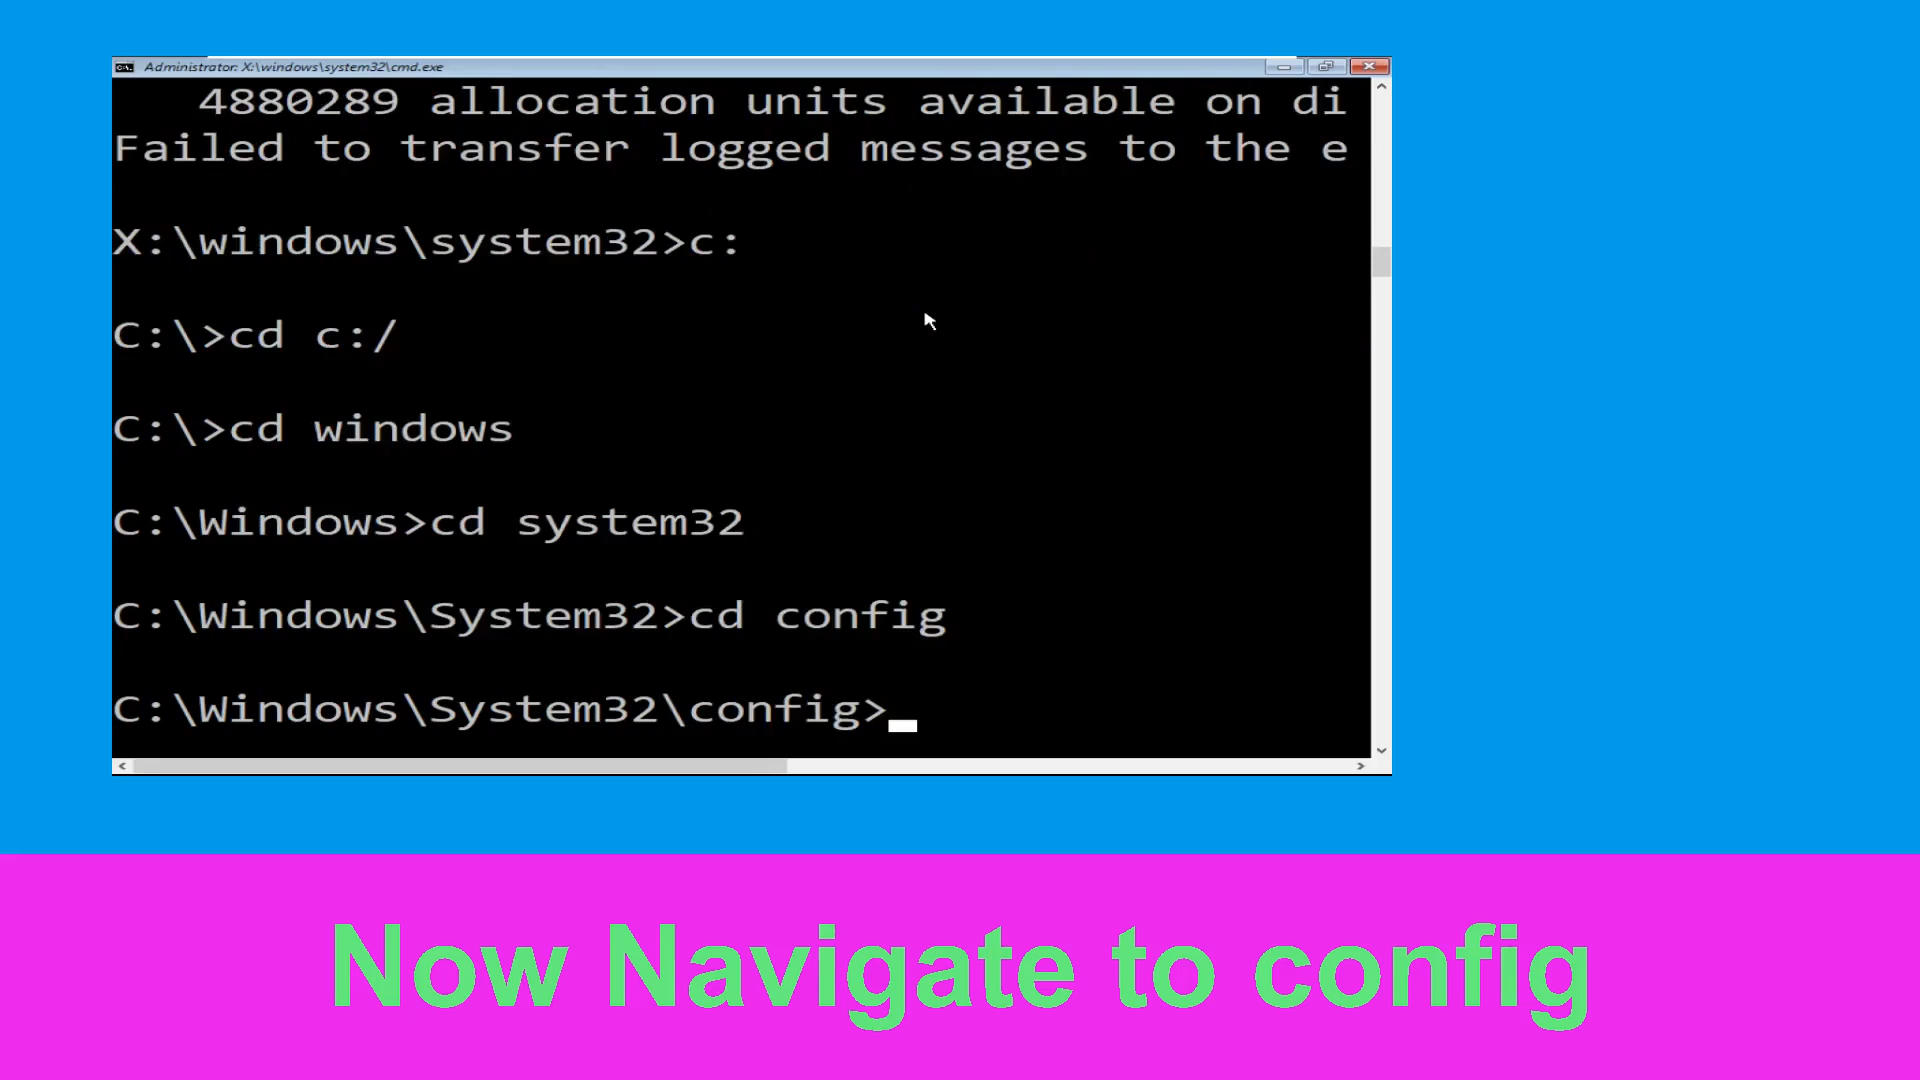 Administrator: X:\windows\system32\cmd.exe
4880289 allocation units available on di
Failed to transfer logged messages to the e
X:\windows\system32>c:
C:\>cd c:/
C:\>cd windows
C:\Windows>cd system32
C:\Windows\System32>cd config
C:\Windows\System32\config>
Now Navigate to config